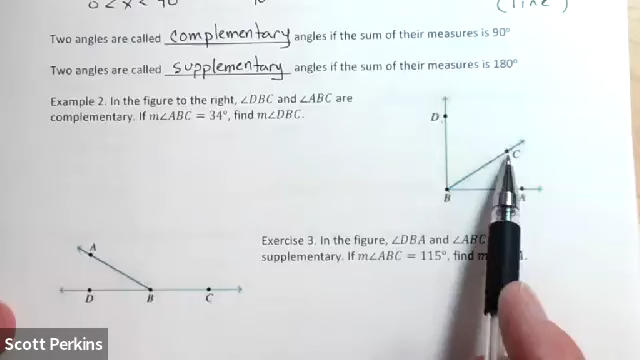 (line)
Two angles are called complementary angles if the sum of their measures is 90°
Two angles are called supplementary angles if the sum of their measures is 180°
Example 2. In the figure to the right, ∠DBC and ∠ABC are
complementary. If m∠ABC = 34°, find m∠DBC.
D
C
B
A
Exercise 3. In the figure, ∠DBA and ∠ABC
supplementary. If m∠ABC = 115°, find
A
D
B
C
Scott Perkins